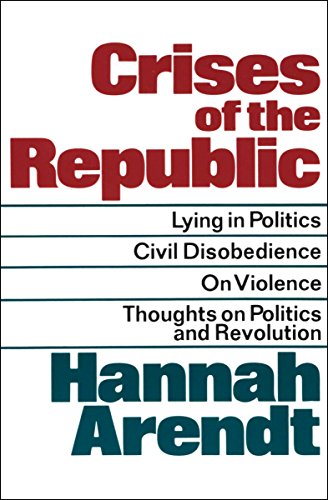 Crises
of the
Republic
Lying in Politics
Civil Disobedience
On Violence
Thoughts on Politics
and Revolution
Hannah
Arendt